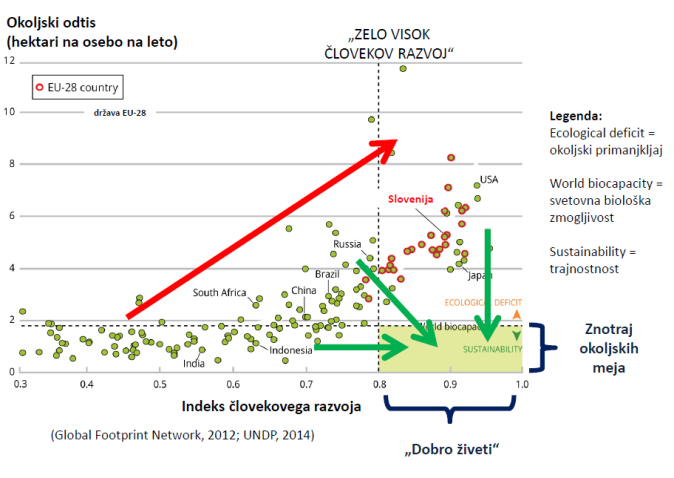 Okoljski odtis
(hektari na osebo na leto)
„ZELO VISOK
ČLOVEKOV RAZVOJ“
12
10
8
6
4
2
0
EU-28 country
država EU-28
Slovenija
USA
Russia
Japan
Brazil
China
South Africa
Indonesia
India
ECOLOGICAL DEFICIT
World biocapac
SUSTAINABILITY
0.3
0.4
0.5
0.6
0.7
0.8
0.9
1.0
Indeks človekovega razvoja
(Global Footprint Network, 2012; UNDP, 2014)
„Dobro živeti“
Legenda:
Ecological deficit =
okoljski primanjkljaj
World biocapacity =
svetovna biološka
zmogljivost
Sustainability =
trajnostnost
Znotraj
okoljskih
meja